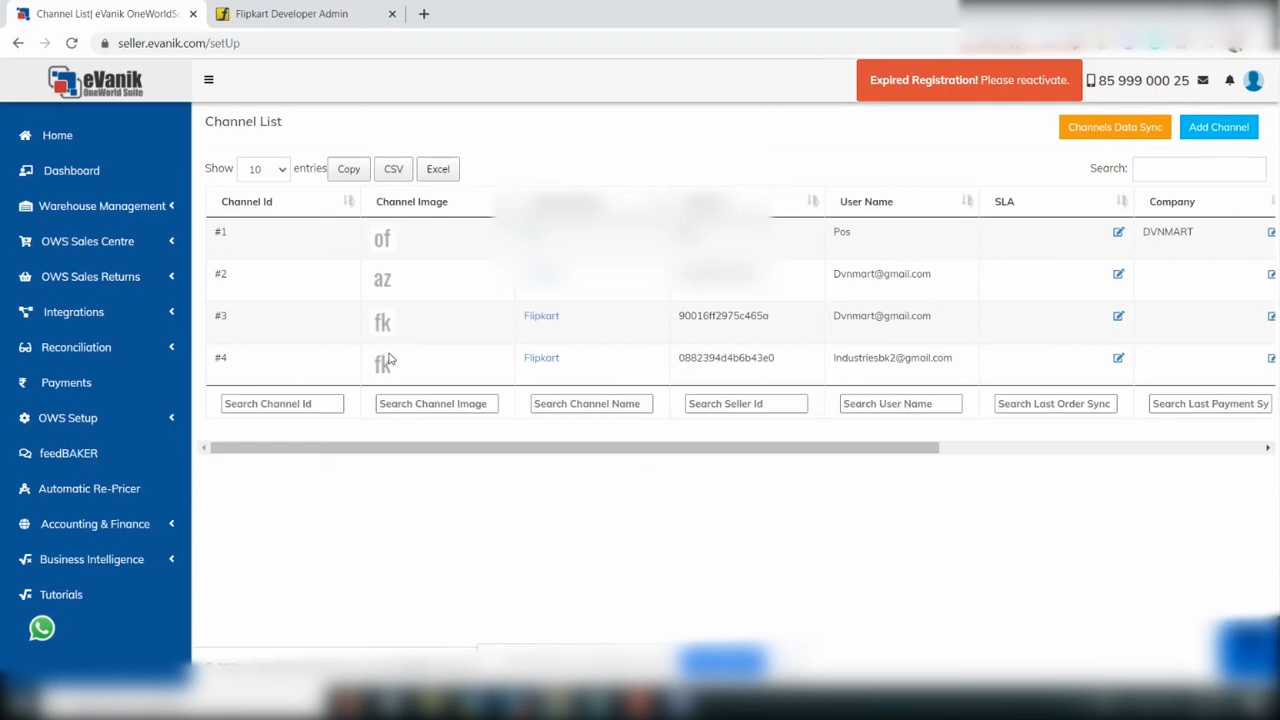 Channel List| eVanik OneWorldSu
Flipkart Developer Admin
seller.evanik.com/setUp
eVanik
OneWorld Suite
Expired Registration! Please reactivate.
85 999 000 25
Home
Dashboard
Warehouse Management
OWS Sales Centre
OWS Sales Returns
Integrations
Reconciliation
Payments
OWS Setup
feedBAKER
Automatic Re-Pricer
Accounting & Finance
Business Intelligence
Tutorials
Channel List
Channels Data Sync
Add Channel
Show 10 entries
Copy
CSV
Excel
Search:
Channel Id
Channel Image
User Name
SLA
Company
#1
of
Pos
DVNMART
#2
az
Dvnmart@gmail.com
#3
fk
Flipkart
90016ff2975c465a
Dvnmart@gmail.com
#4
fk
Flipkart
0882394d4b6b43e0
Industriesbk2@gmail.com
Search Channel Id
Search Channel Image
Search Channel Name
Search Seller Id
Search User Name
Search Last Order Sync
Search Last Payment Sy